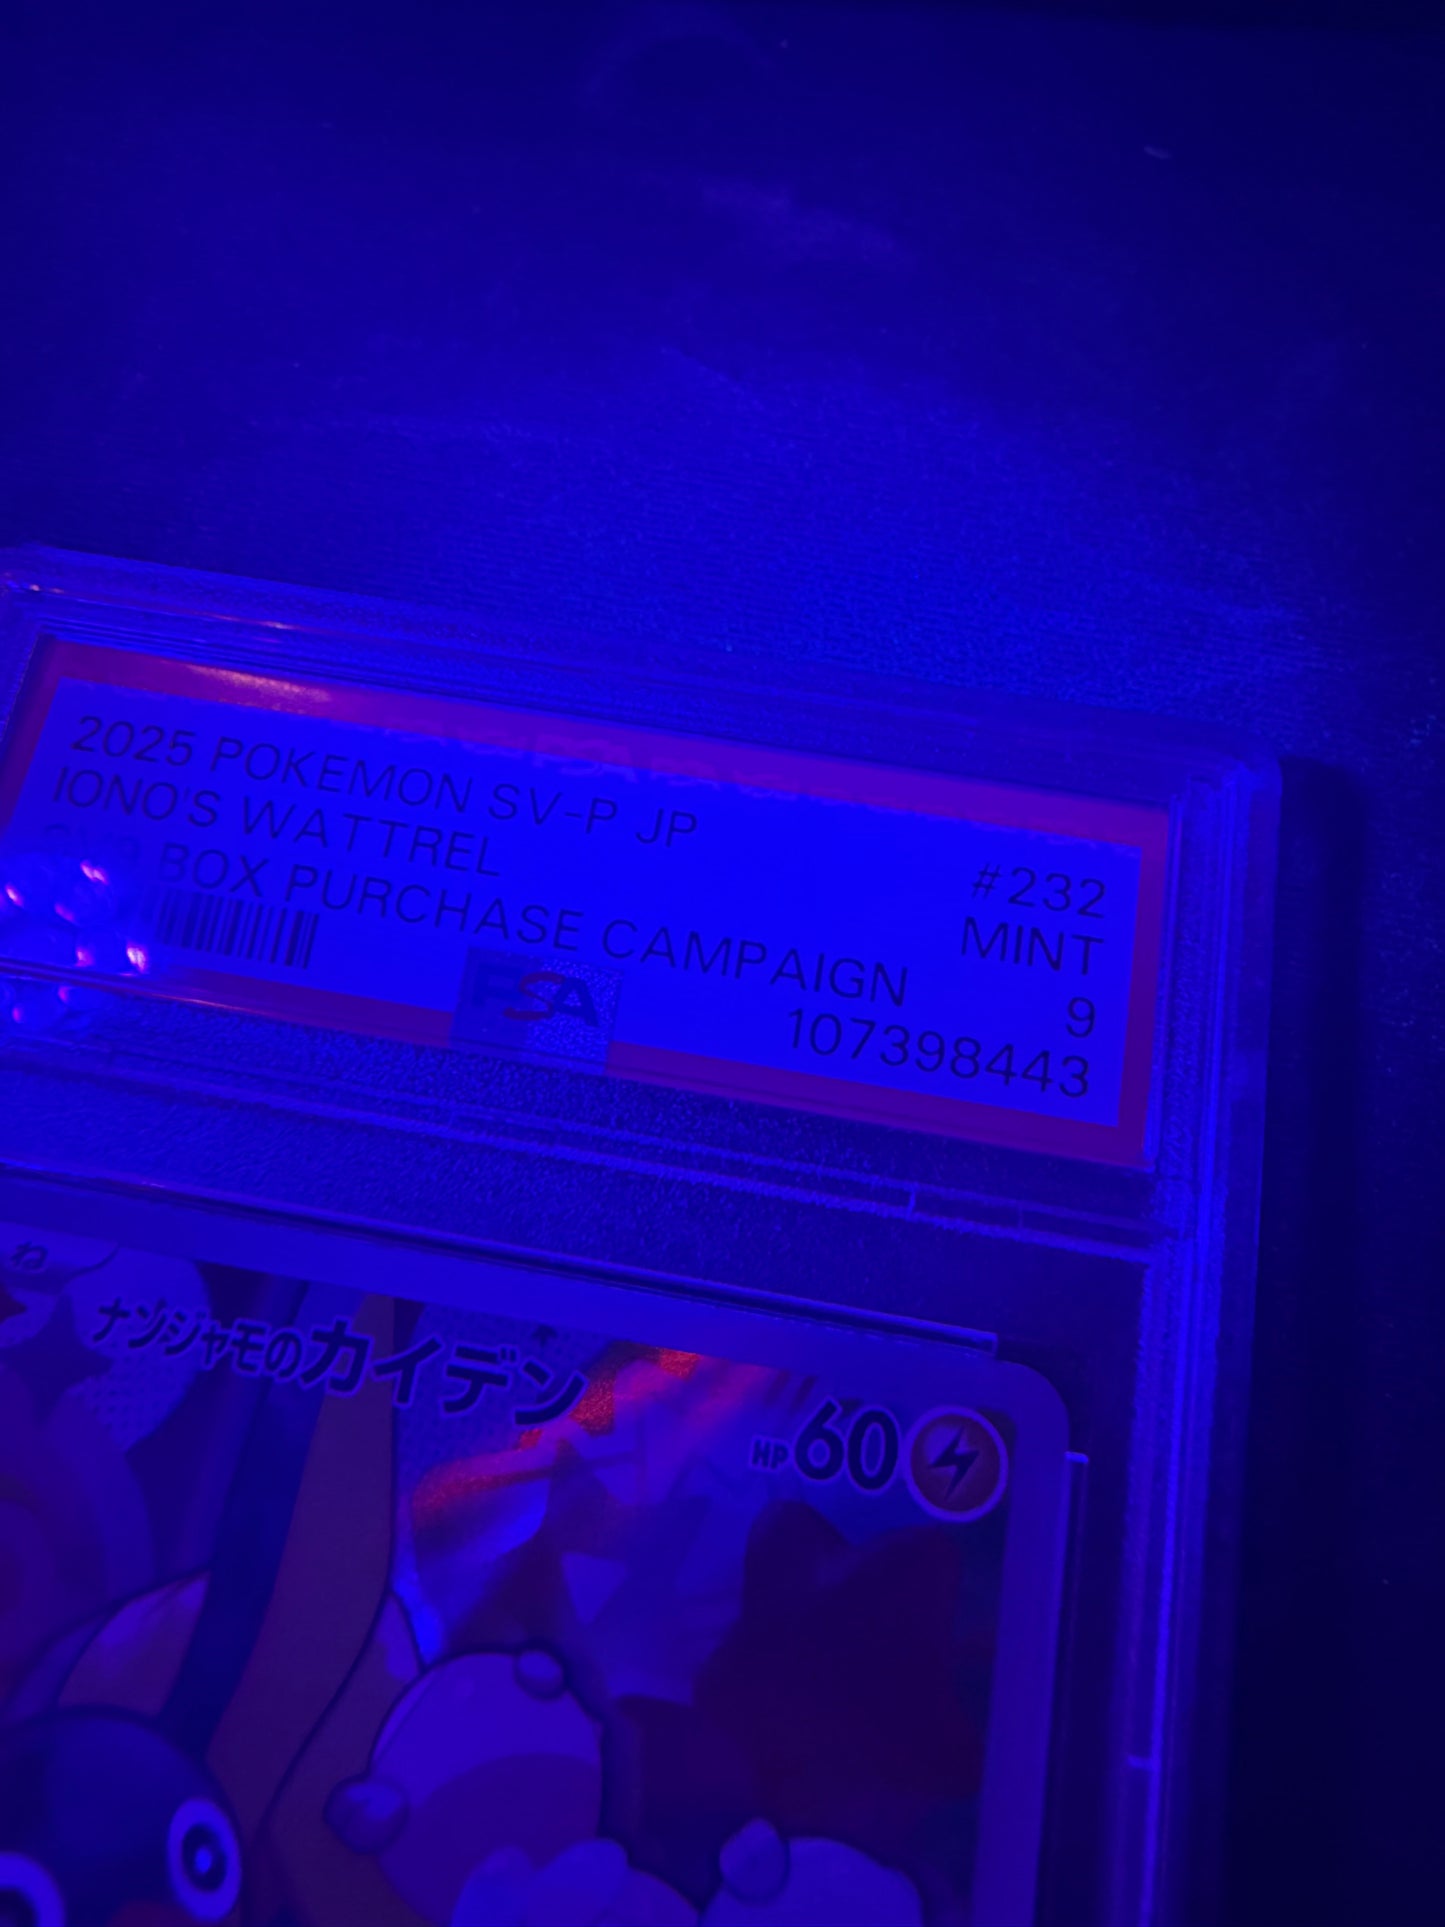 2025 POKEMON SV-P JP
#232
IONO'S WATTREL
MINT
BOX PURCHASE CAMPAIGN
9
PSA
107398443
わ
ナンジャモのカイデン
HP60